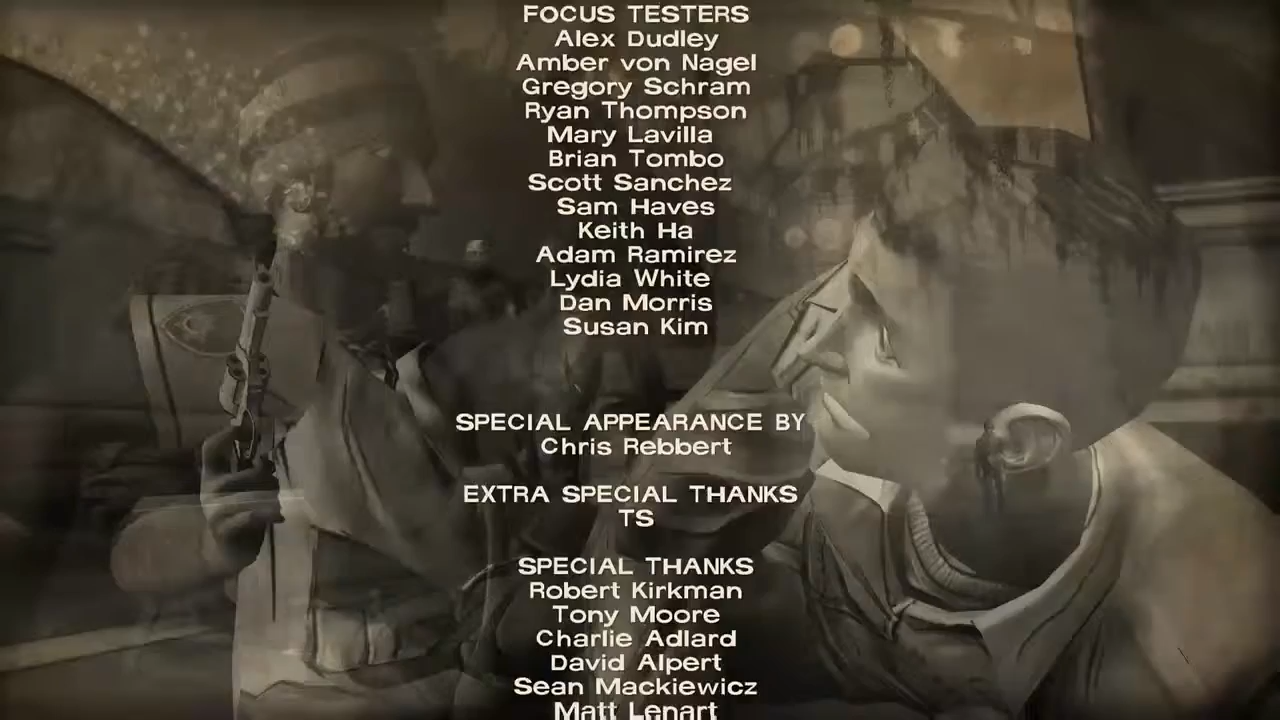 FOCUS TESTERS
Alex Dudley
Amber von Nagel
Gregory Schram
Ryan Thompson
Mary Lavilla
Brian Tombo
Scott Sanchez
Sam Haves
Keith Ha
Adam Ramirez
Lydia White
Dan Morris
Susan Kim
SPECIAL APPEARANCE BY
Chris Rebbert
EXTRA SPECIAL THANKS
TS
SPECIAL THANKS
Robert Kirkman
Tony Moore
Charlie Adlard
David Alpert
Sean Mackiewicz
Matt Lenart